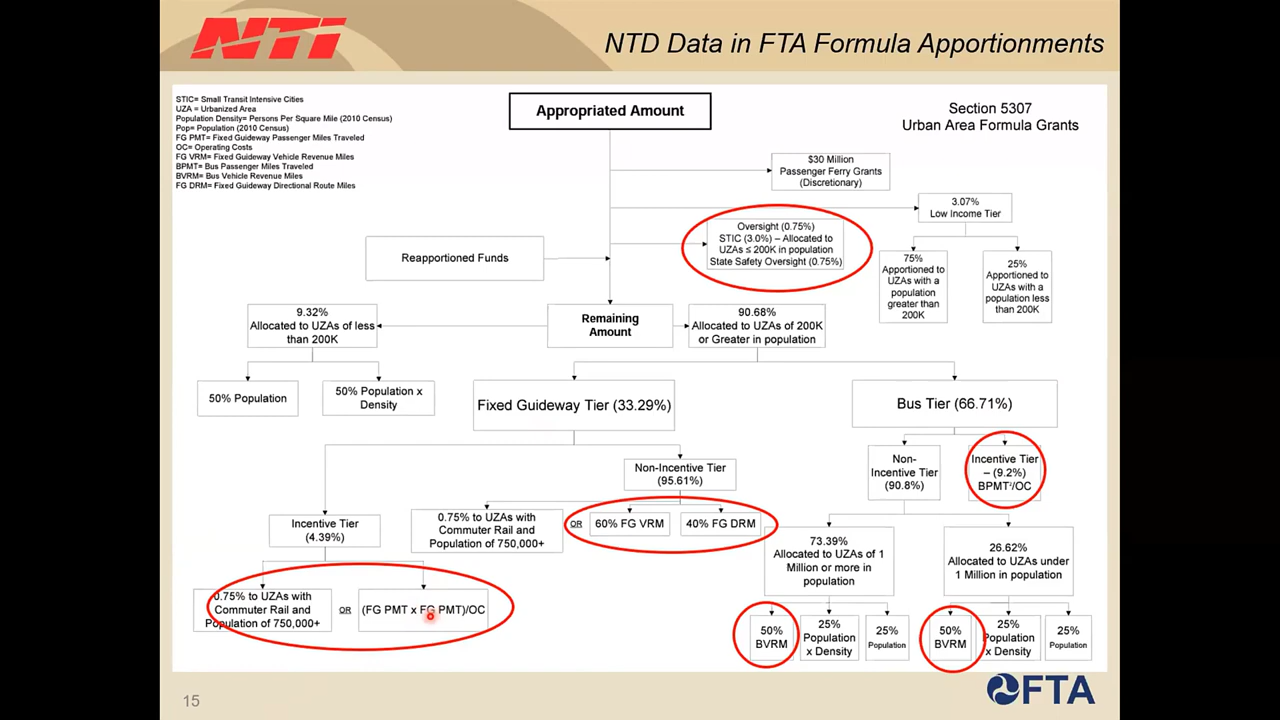 NTI
NTD Data in FTA Formula Apportionments
STIC= Small Transit Intensive Cities
UZA = Urbanized Area
Population Density= Persons Per Square Mile (2010 Census)
Pop= Population (2010 Census)
FG PMT= Fixed Guideway Passenger Miles Traveled
OC= Operating Costs
FG VRM= Fixed Guideway Vehicle Revenue Miles
BPMT= Bus Passenger Miles Traveled
BVRM= Bus Vehicle Revenue Miles
FG DRM= Fixed Guideway Directional Route Miles
Appropriated Amount
Section 5307
Urban Area Formula Grants
$30 Million
Passenger Ferry Grants
(Discretionary)
3.07%
Low Income Tier
Oversight (0.75%)
STIC (3.0%) – Allocated to
UZAs ≤ 200K in population
State Safety Oversight (0.75%)
Reapportioned Funds
75%
Apportioned to
UZAs with a
population
greater than
200K
25%
Apportioned to
UZAs with a
population less
than 200K
9.32%
Allocated to UZAs of less
than 200K
Remaining
Amount
90.68%
Allocated to UZAs of 200K
or Greater in population
50% Population
50% Population x
Density
Fixed Guideway Tier (33.29%)
Bus Tier (66.71%)
Non-Incentive Tier
(95.61%)
Non-
Incentive Tier
(90.8%)
Incentive Tier
– (9.2%)
BPMT²/OC
Incentive Tier
(4.39%)
0.75% to UZAs with
Commuter Rail and
Population of 750,000+
OR
60% FG VRM
40% FG DRM
73.39%
Allocated to UZAs of 1
Million or more in
population
26.62%
Allocated to UZAs under
1 Million in population
0.75% to UZAs with
Commuter Rail and
Population of 750,000+
OR
(FG PMT x FG PMT)/OC
50%
BVRM
25%
Population
x Density
25%
Population
50%
BVRM
25%
Population
x Density
25%
Population
15
FTA